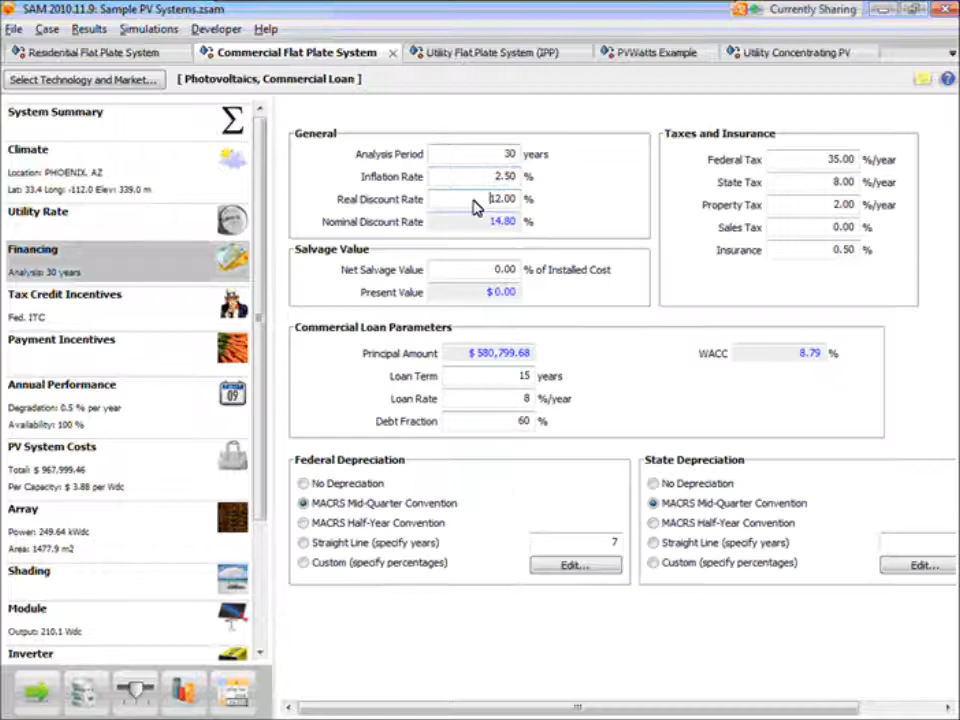 SAM 2010.11.9: Sample PV Systems.zsam
Currently Sharing
File Case Results Simulations Developer Help
Residential Flat Plate System Commercial Flat Plate System Utility Flat Plate System (IPP) PVWatts Example Utility Concentrating PV
Select Technology and Market... [ Photovoltaics, Commercial Loan ]
System Summary
Climate
Location: PHOENIX, AZ
Lat: 33.4 Long: -112.0 Elev: 339.0 m
Utility Rate
Financing
Analysis: 30 years
Tax Credit Incentives
Fed. ITC
Payment Incentives
Annual Performance
Degradation: 0.5 % per year
Availability: 100 %
PV System Costs
Total: $ 967,999.46
Per Capacity: $ 3.88 per Wdc
Array
Power: 249.64 kWdc
Area: 1477.9 m2
Shading
Module
Output: 210.1 Wdc
Inverter
General
Analysis Period 30 years
Inflation Rate 2.50 %
Real Discount Rate 12.00 %
Nominal Discount Rate 14.80 %
Taxes and Insurance
Federal Tax 35.00 %/year
State Tax 8.00 %/year
Property Tax 2.00 %/year
Sales Tax 0.00 %
Insurance 0.50 %
Salvage Value
Net Salvage Value 0.00 % of Installed Cost
Present Value $ 0.00
Commercial Loan Parameters
Principal Amount $ 580,799.68 WACC 8.79 %
Loan Term 15 years
Loan Rate 8 %/year
Debt Fraction 60 %
Federal Depreciation
No Depreciation
MACRS Mid-Quarter Convention
MACRS Half-Year Convention
Straight Line (specify years) 7
Custom (specify percentages) Edit...
State Depreciation
No Depreciation
MACRS Mid-Quarter Convention
MACRS Half-Year Convention
Straight Line (specify years)
Custom (specify percentages) Edit...
09